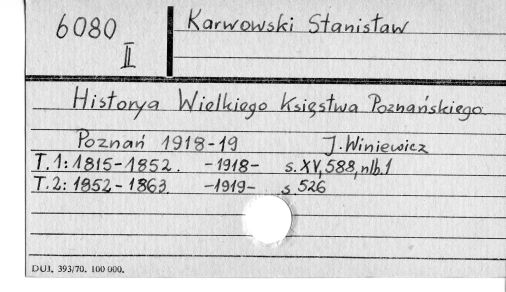 6080 II
Karwowski Stanisław
Historya Wielkiego Księstwa Poznańskiego.
Poznań 1918-19 J. Winiewicz
T. 1: 1815-1852. -1918- s. XV, 588, nlb. 1
T. 2: 1852-1863. -1919- s 526
DUJ, 393/70. 100 000.